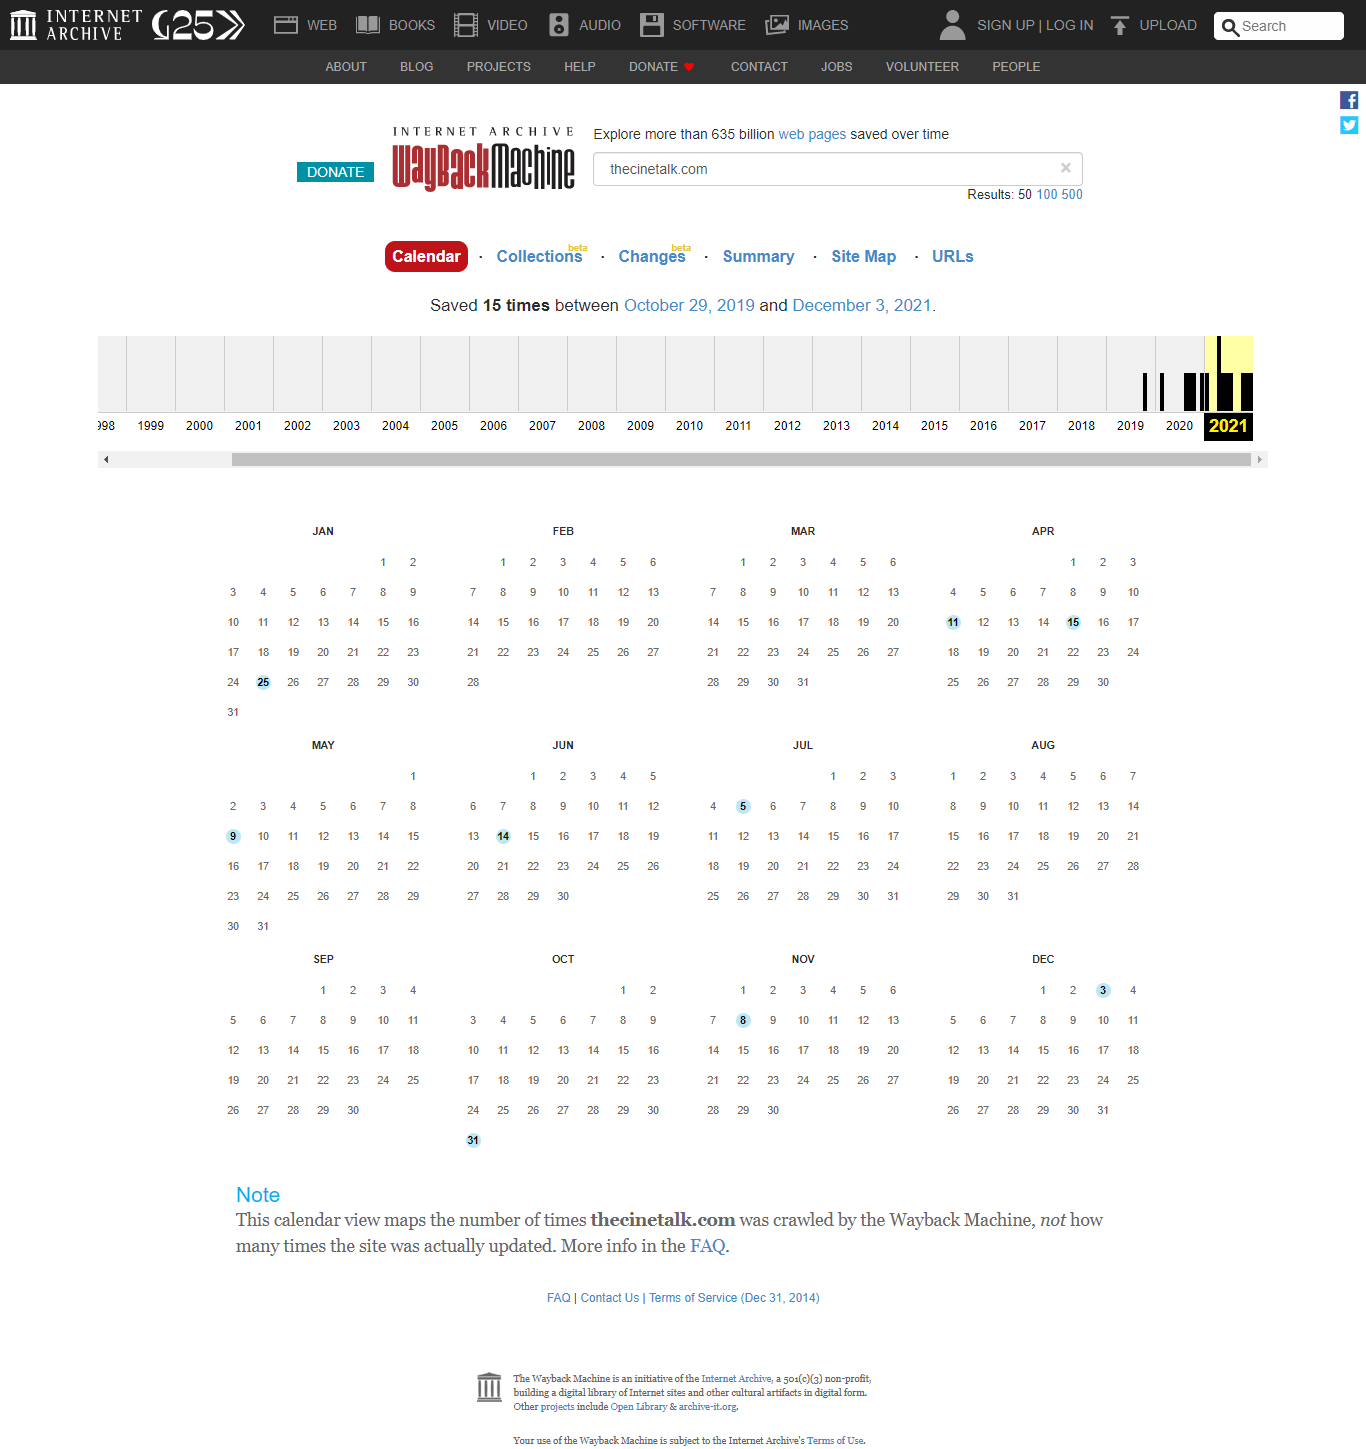 INTERNET ARCHIVE 25 WEB BOOKS VIDEO AUDIO SOFTWARE IMAGES SIGN UP | LOG IN UPLOAD Search
ABOUT BLOG PROJECTS HELP DONATE CONTACT JOBS VOLUNTEER PEOPLE
DONATE
INTERNET ARCHIVE
WayBackMachine
Explore more than 635 billion web pages saved over time
thecinetalk.com ×
Results: 50 100 500
Calendar · Collections beta · Changes beta · Summary · Site Map · URLs
Saved 15 times between October 29, 2019 and December 3, 2021.
98 1999 2000 2001 2002 2003 2004 2005 2006 2007 2008 2009 2010 2011 2012 2013 2014 2015 2016 2017 2018 2019 2020 2021
JAN
1 2
3 4 5 6 7 8 9
10 11 12 13 14 15 16
17 18 19 20 21 22 23
24 25 26 27 28 29 30
31
FEB
1 2 3 4 5 6
7 8 9 10 11 12 13
14 15 16 17 18 19 20
21 22 23 24 25 26 27
28
MAR
1 2 3 4 5 6
7 8 9 10 11 12 13
14 15 16 17 18 19 20
21 22 23 24 25 26 27
28 29 30 31
APR
1 2 3
4 5 6 7 8 9 10
11 12 13 14 15 16 17
18 19 20 21 22 23 24
25 26 27 28 29 30
MAY
1
2 3 4 5 6 7 8
9 10 11 12 13 14 15
16 17 18 19 20 21 22
23 24 25 26 27 28 29
30 31
JUN
1 2 3 4 5
6 7 8 9 10 11 12
13 14 15 16 17 18 19
20 21 22 23 24 25 26
27 28 29 30
JUL
1 2 3
4 5 6 7 8 9 10
11 12 13 14 15 16 17
18 19 20 21 22 23 24
25 26 27 28 29 30 31
AUG
1 2 3 4 5 6 7
8 9 10 11 12 13 14
15 16 17 18 19 20 21
22 23 24 25 26 27 28
29 30 31
SEP
1 2 3 4
5 6 7 8 9 10 11
12 13 14 15 16 17 18
19 20 21 22 23 24 25
26 27 28 29 30
OCT
1 2
3 4 5 6 7 8 9
10 11 12 13 14 15 16
17 18 19 20 21 22 23
24 25 26 27 28 29 30
31
NOV
1 2 3 4 5 6
7 8 9 10 11 12 13
14 15 16 17 18 19 20
21 22 23 24 25 26 27
28 29 30
DEC
1 2 3 4
5 6 7 8 9 10 11
12 13 14 15 16 17 18
19 20 21 22 23 24 25
26 27 28 29 30 31
Note
This calendar view maps the number of times thecinetalk.com was crawled by the Wayback Machine, not how
many times the site was actually updated. More info in the FAQ.
FAQ | Contact Us | Terms of Service (Dec 31, 2014)
The Wayback Machine is an initiative of the Internet Archive, a 501(c)(3) non-profit,
building a digital library of Internet sites and other cultural artifacts in digital form.
Other projects include Open Library & archive-it.org.
Your use of the Wayback Machine is subject to the Internet Archive's Terms of Use.